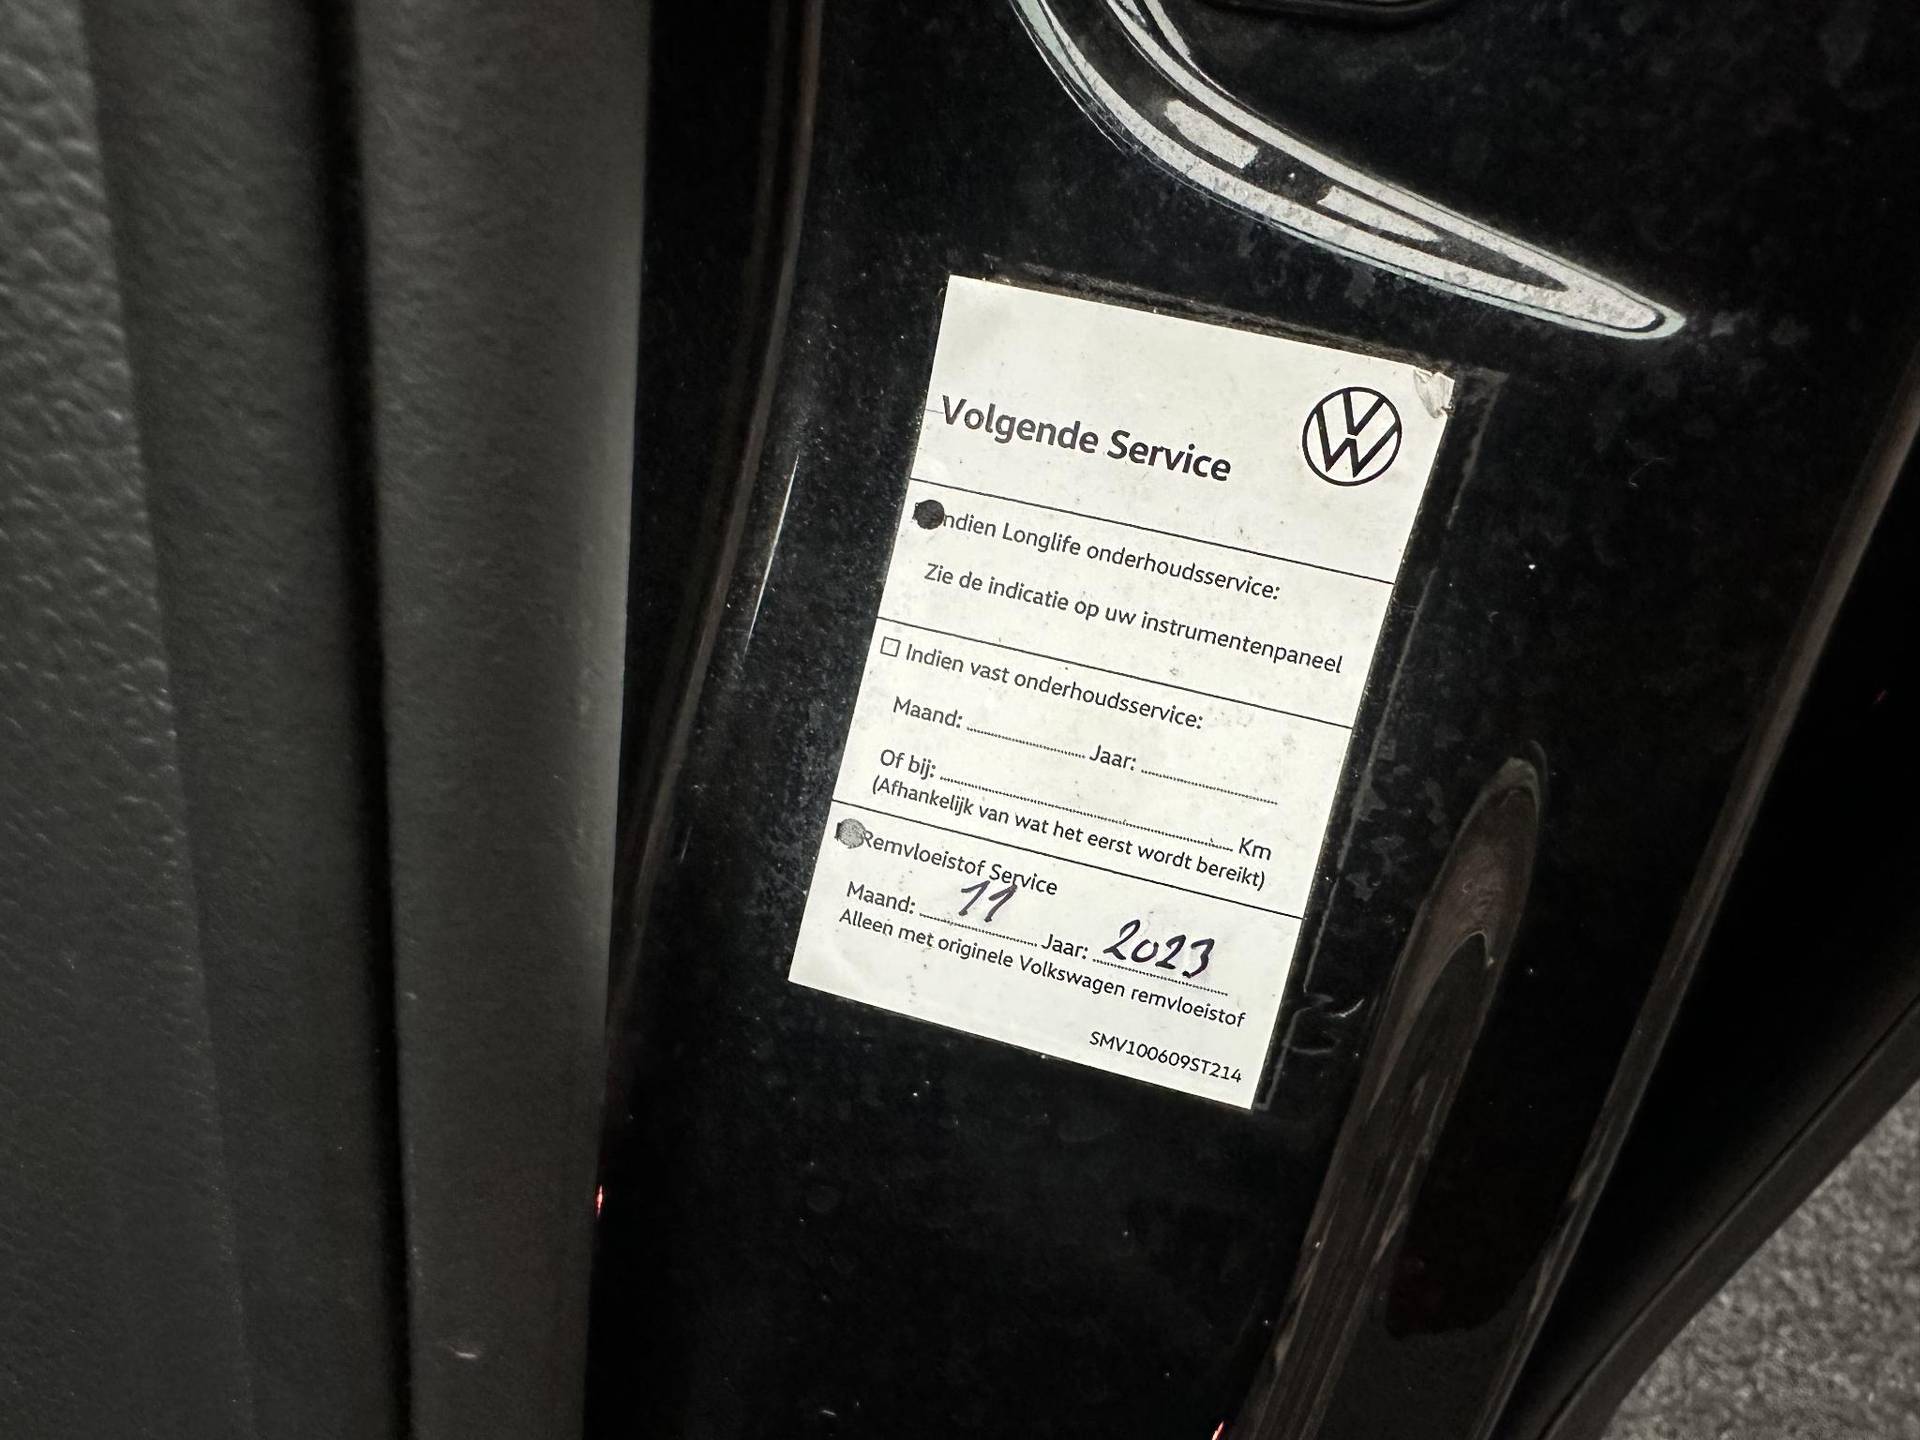 Volgende Service
Indien Longlife onderhoudsservice:
Zie de indicatie op uw instrumentenpaneel
☐ Indien vast onderhoudsservice:
Maand: .................... Jaar: ....................
Of bij: .................... Km
(Afhankelijk van wat het eerst wordt bereikt)
Remvloeistof Service
Maand: 11 Jaar: 2023
Alleen met originele Volkswagen remvloeistof
SMV100609ST214